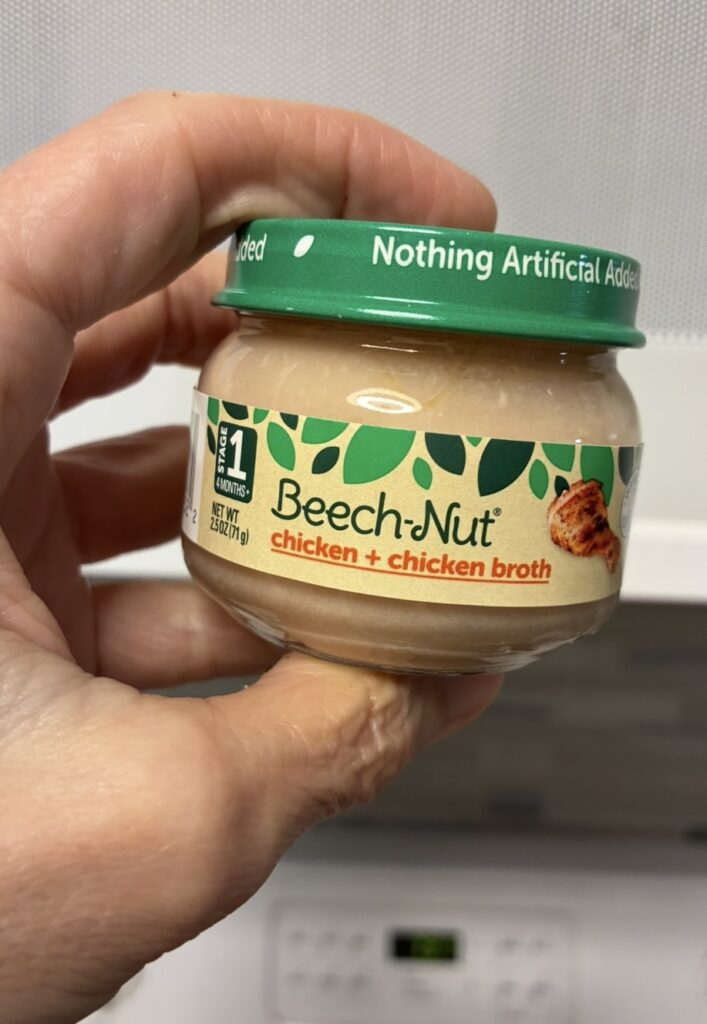 Nothing Artificial Added
STAGE
1
4 MONTHS+
NET WT
2.5 OZ (71 g)
Beech-Nut®
chicken + chicken broth